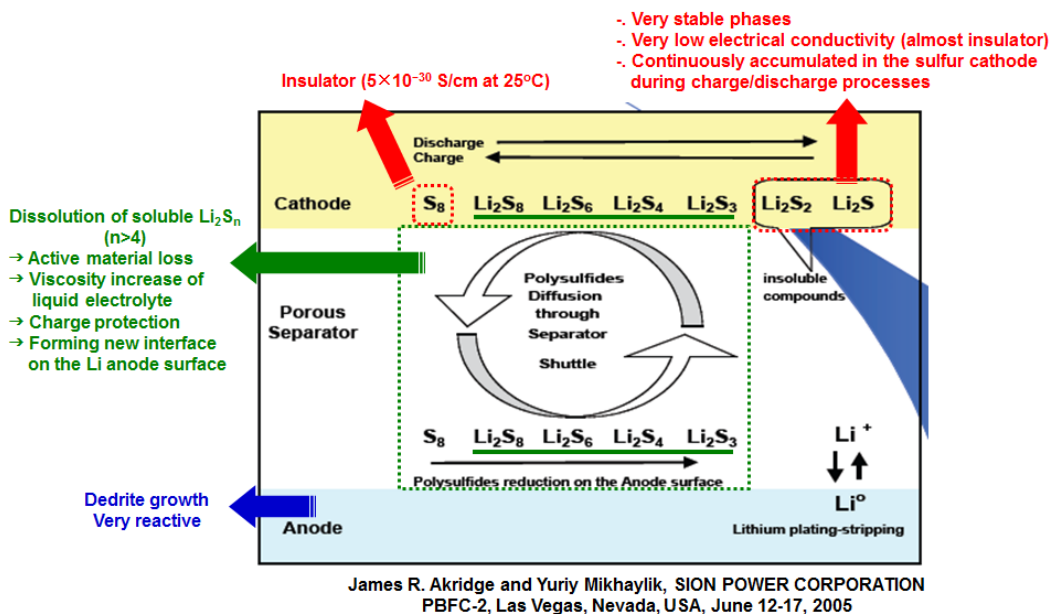 -. Very stable phases
-. Very low electrical conductivity (almost insulator)
-. Continuously accumulated in the sulfur cathode
during charge/discharge processes
Insulator (5×10⁻³⁰ S/cm at 25°C)
Discharge
Charge
Cathode
S₈ Li₂S₈ Li₂S₆ Li₂S₄ Li₂S₃ Li₂S₂ Li₂S
Dissolution of soluble Li₂Sₙ
(n>4)
→ Active material loss
→ Viscosity increase of
liquid electrolyte
→ Charge protection
→ Forming new interface
on the Li anode surface
Porous
Separator
Polysulfides
Diffusion
through
Separator
Shuttle
insoluble
compounds
S₈ Li₂S₈ Li₂S₆ Li₂S₄ Li₂S₃
Polysulfides reduction on the Anode surface
Li⁺
Li⁰
Lithium plating-stripping
Dedrite growth
Very reactive
Anode
James R. Akridge and Yuriy Mikhaylik, SION POWER CORPORATION
PBFC-2, Las Vegas, Nevada, USA, June 12-17, 2005